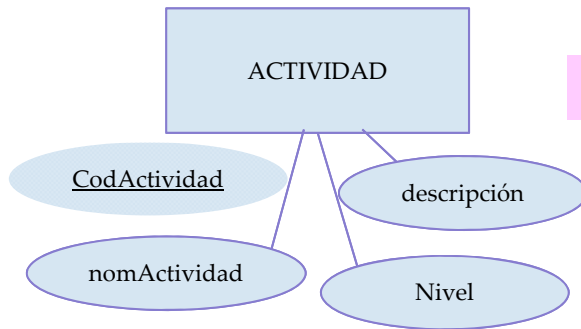 ACTIVIDAD
CodActividad
descripción
nomActividad
Nivel